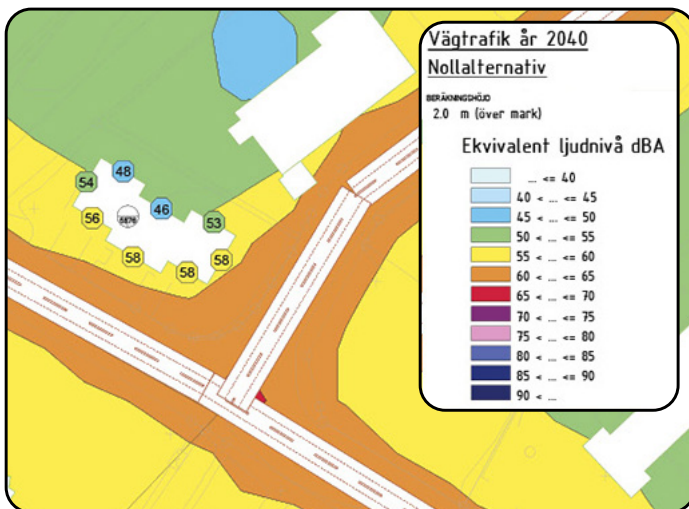 Vägtrafik år 2040
Nollalternativ
BERÄKNINGSHÖJD
2.0 m (över mark)
Ekvivalent ljudnivå dBA
... <= 40
40 < ... <= 45
45 < ... <= 50
50 < ... <= 55
55 < ... <= 60
60 < ... <= 65
65 < ... <= 70
70 < ... <= 75
75 < ... <= 80
80 < ... <= 85
85 < ... <= 90
90 < ...
48
54
46
56
53
58
58
58